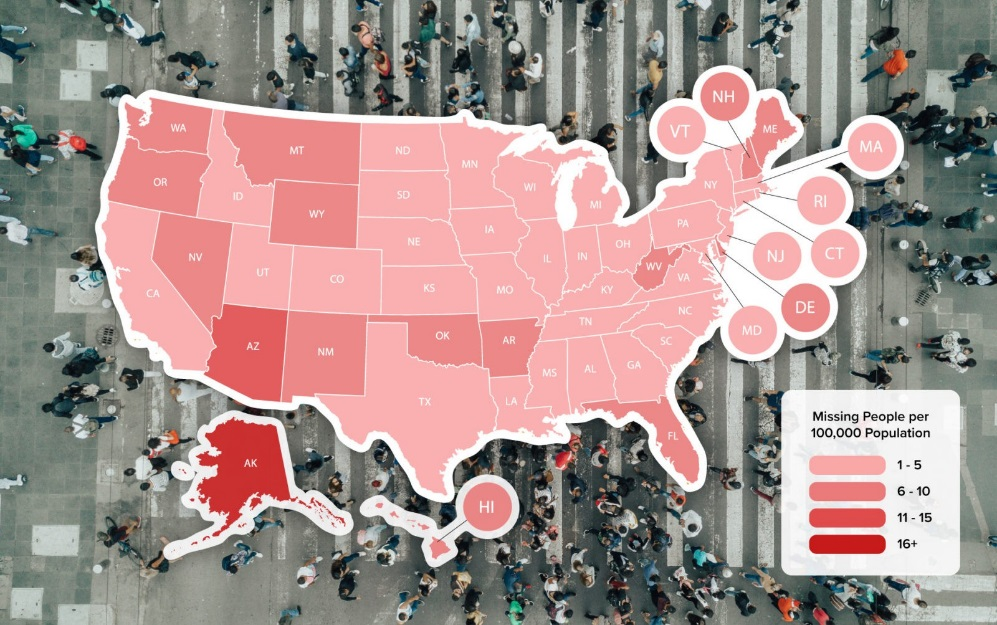 WA
MT
ND
MN
OR
ID
SD
WI
WY
MI
NY
ME
VT
NH
MA
RI
CT
NJ
DE
MD
NV
UT
CO
NE
IA
IL
IN
OH
PA
WV
VA
KY
CA
KS
MO
NC
TN
SC
AZ
NM
OK
AR
MS
AL
GA
TX
LA
FL
AK
HI
Missing People per
100,000 Population
1 - 5
6 - 10
11 - 15
16+